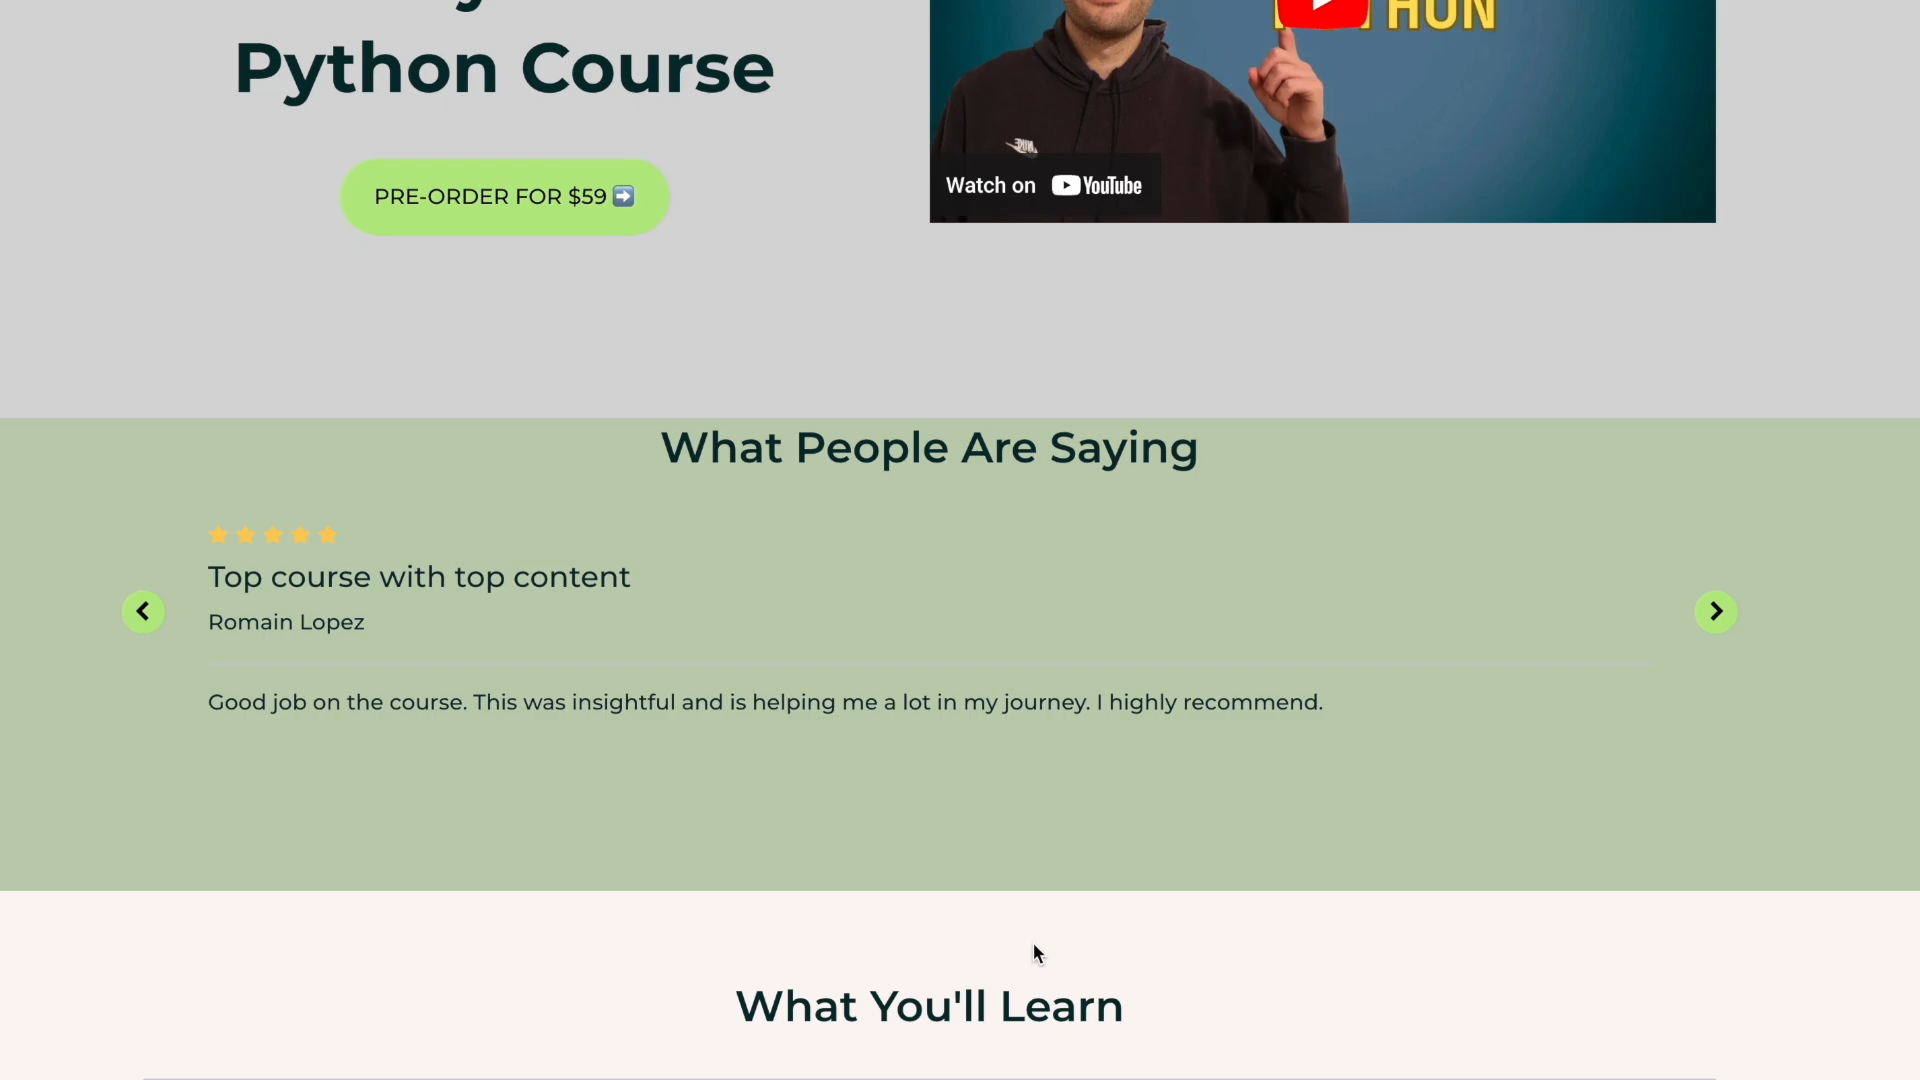 Python Course
HON
PRE-ORDER FOR $59 ➡️
NIKE
Watch on YouTube
What People Are Saying
Top course with top content
Romain Lopez
Good job on the course. This was insightful and is helping me a lot in my journey. I highly recommend.
What You'll Learn